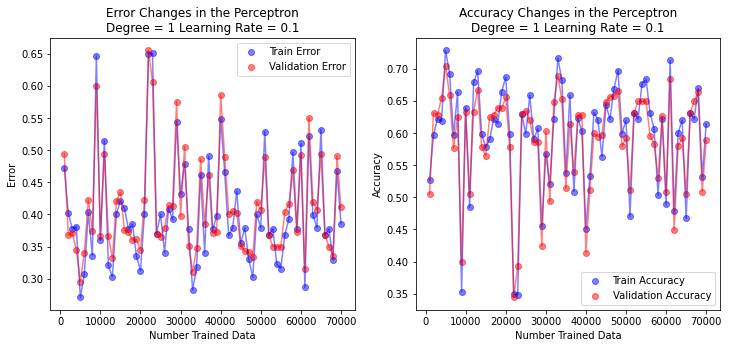 Error Changes in the Perceptron
Degree = 1 Learning Rate = 0.1
Train Error
Validation Error
0.65
0.60
0.55
0.50
0.45
0.40
0.35
0.30
Error
0
10000
20000
30000
40000
50000
60000
70000
Number Trained Data
Accuracy Changes in the Perceptron
Degree = 1 Learning Rate = 0.1
0.70
0.65
0.60
0.55
0.50
0.45
0.40
0.35
Accuracy
Train Accuracy
Validation Accuracy
0
10000
20000
30000
40000
50000
60000
70000
Number Trained Data